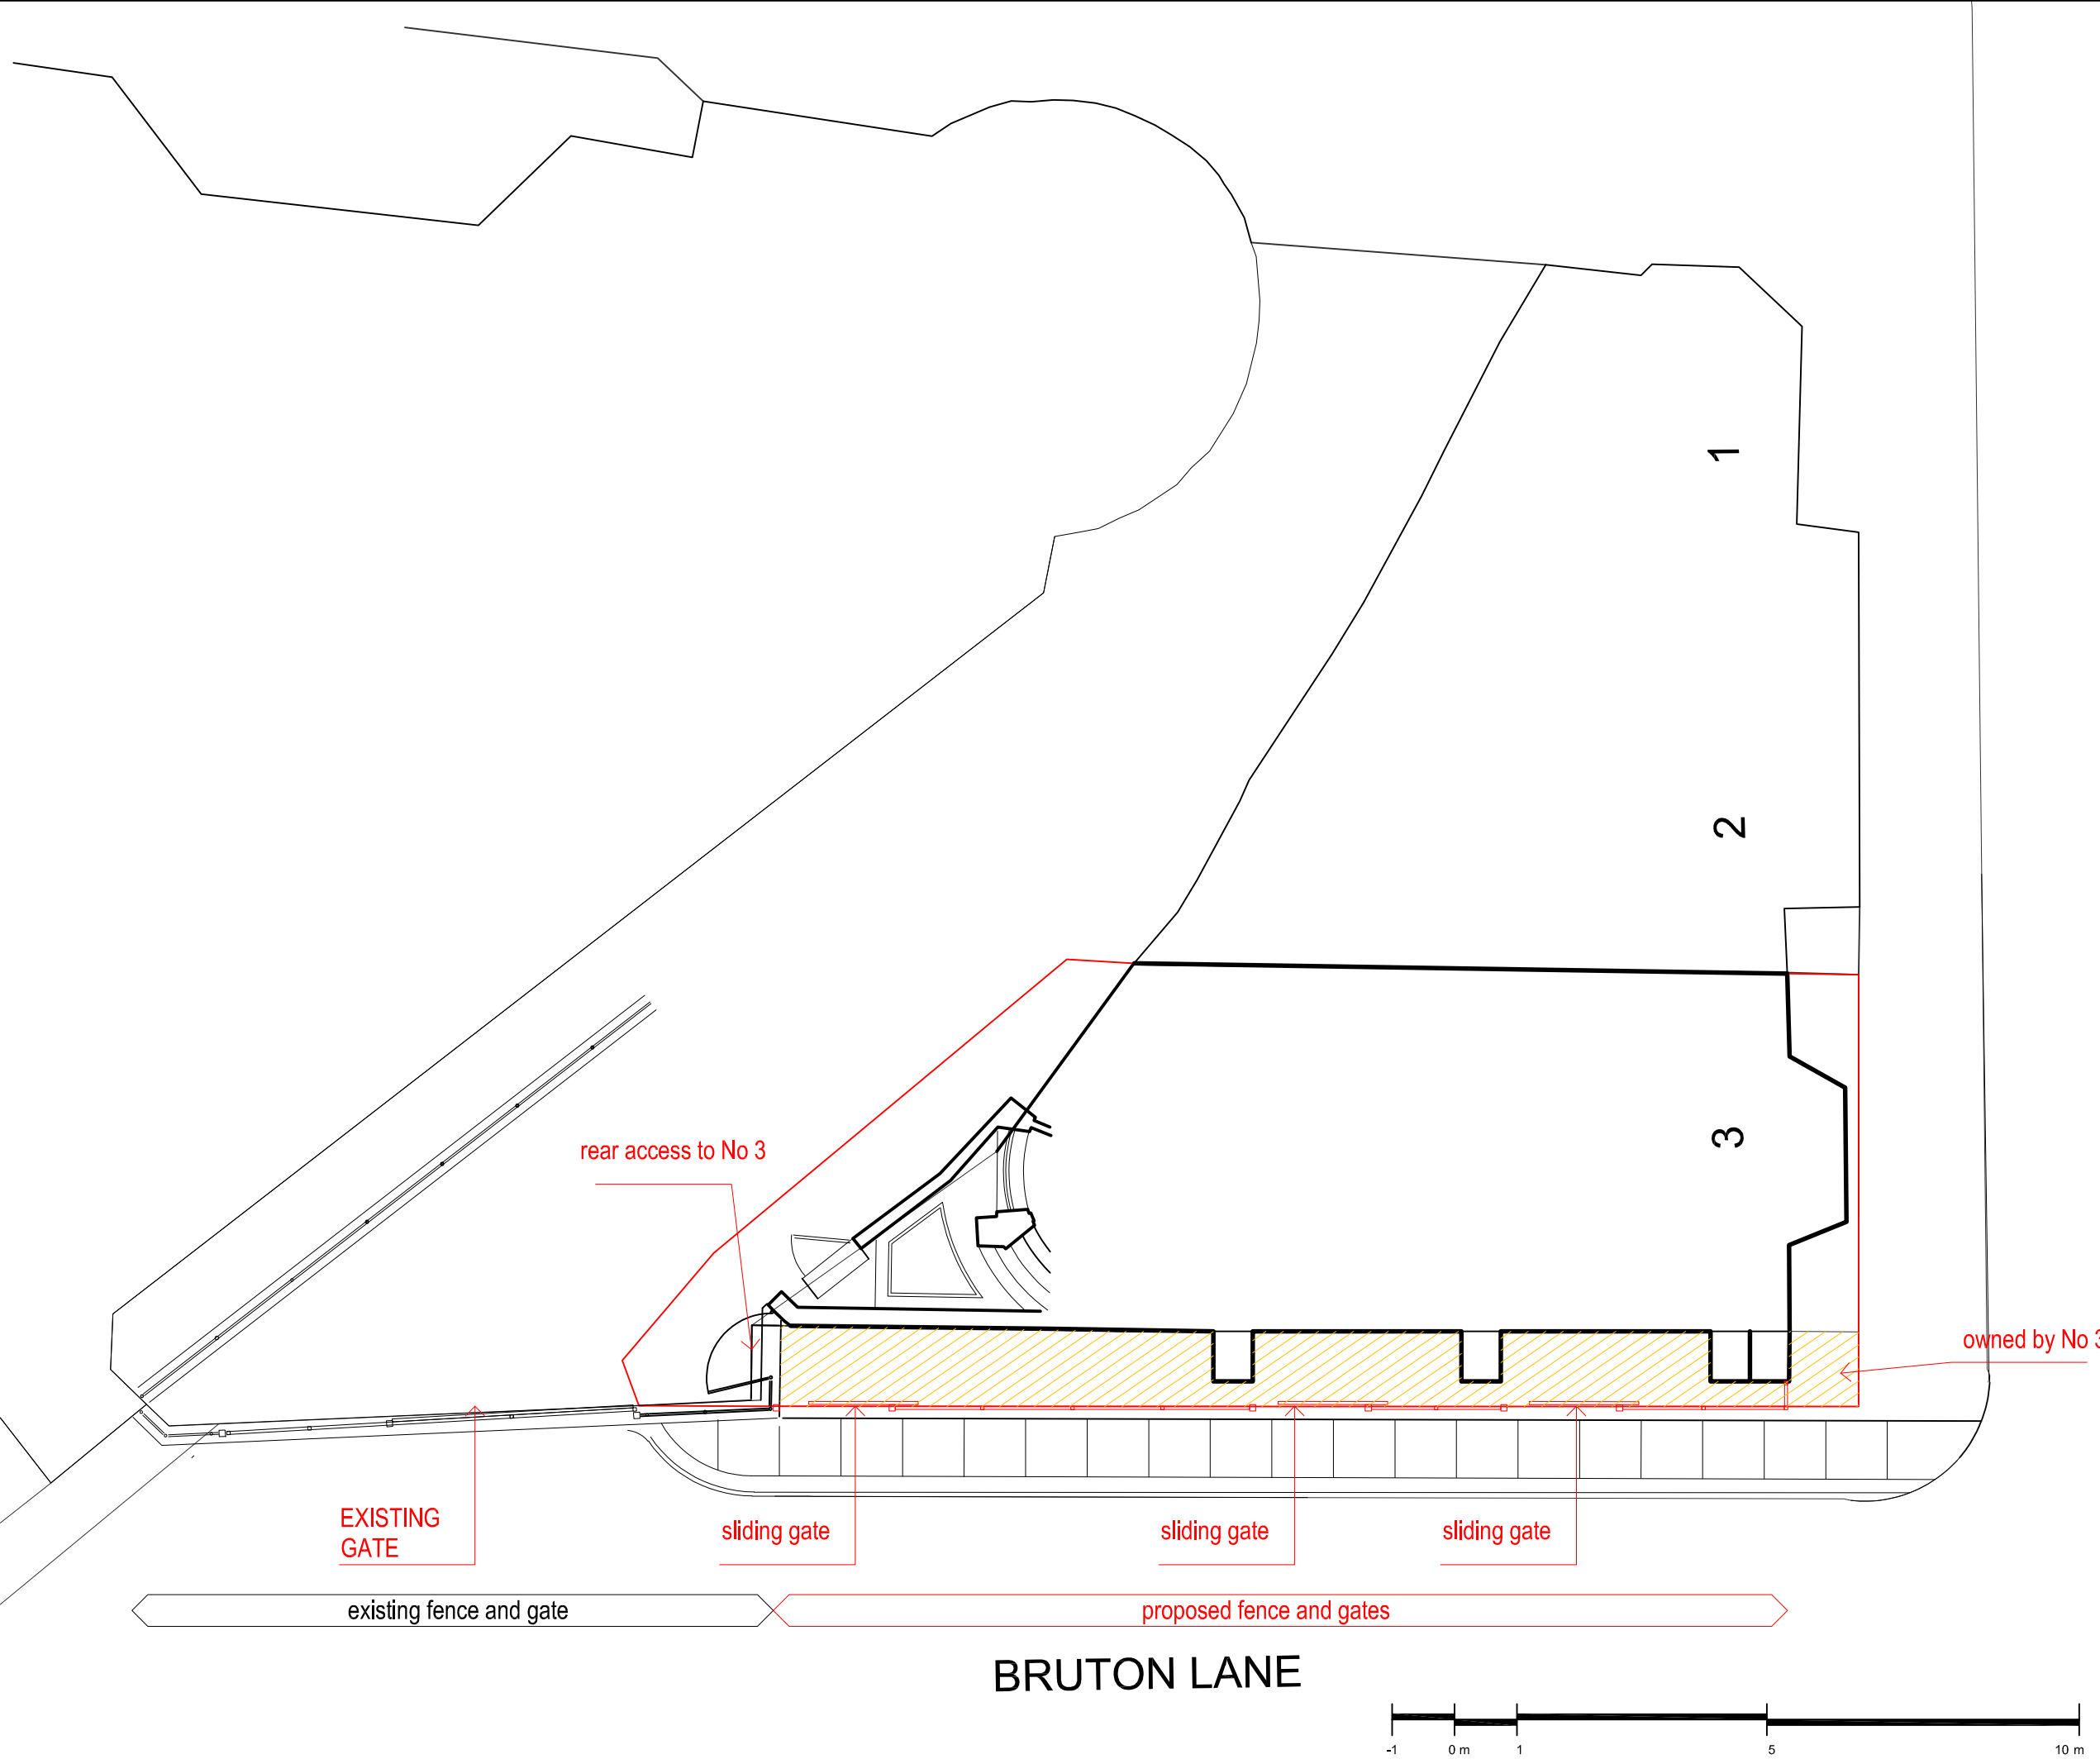 1
2
3
rear access to No 3
owned by No 3
EXISTING
GATE
sliding gate
sliding gate
sliding gate
existing fence and gate
proposed fence and gates
BRUTON LANE
-1 0 m 1 5 10 m